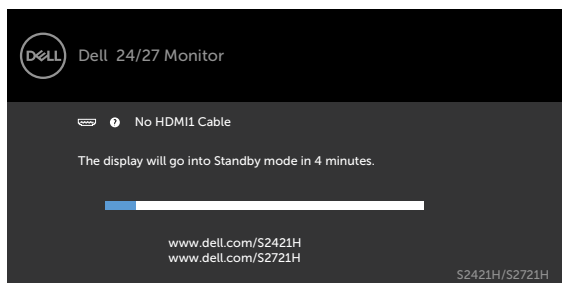 DELL Dell 24/27 Monitor
? No HDMI1 Cable
The display will go into Standby mode in 4 minutes.
www.dell.com/S2421H
www.dell.com/S2721H
S2421H/S2721H